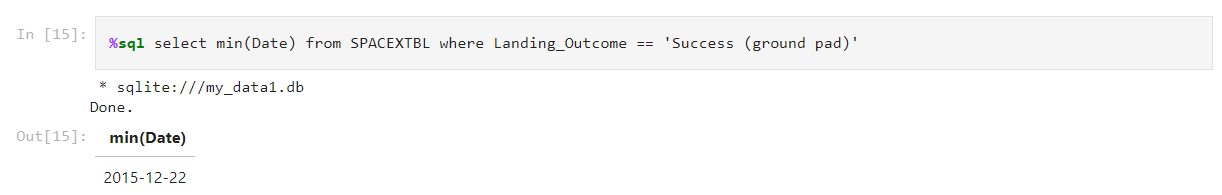 In [15]: %sql select min(Date) from SPACEXTBL where Landing_Outcome == 'Success (ground pad)'
* sqlite:///my_data1.db
Done.
Out[15]: min(Date)
2015-12-22